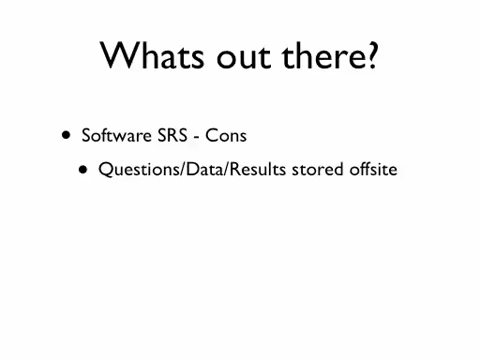 Whats out there?
• Software SRS - Cons
• Questions/Data/Results stored offsite